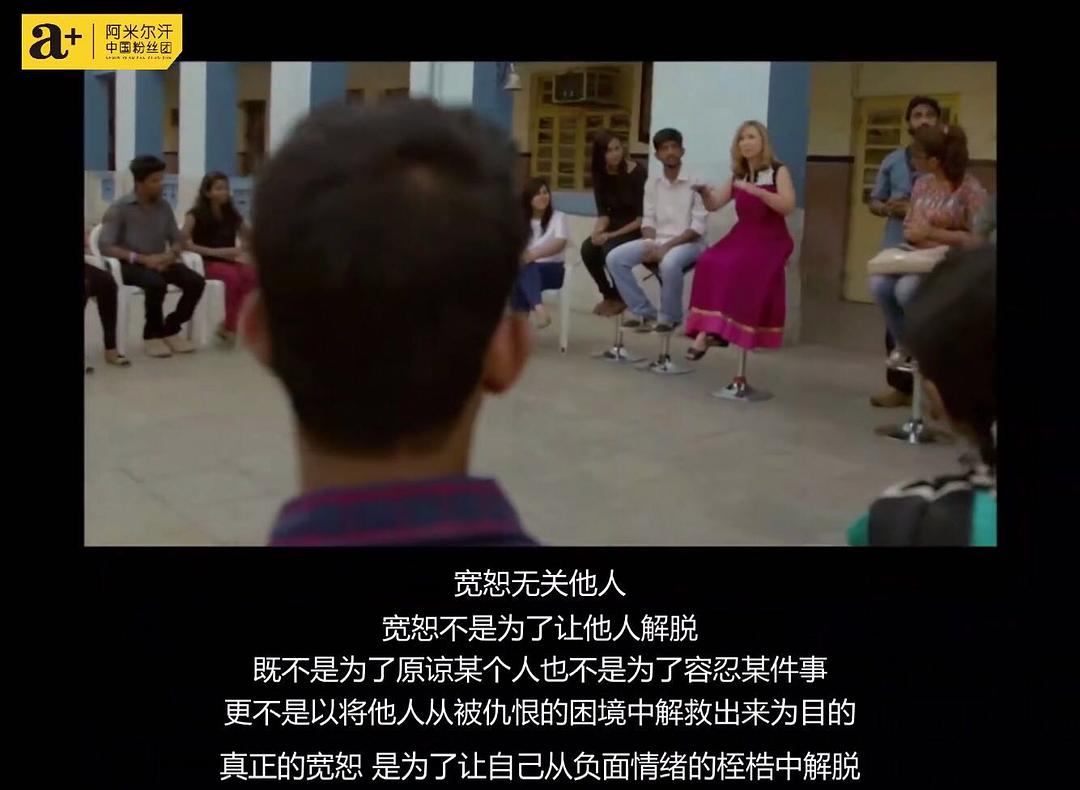 a+
阿米尔汗
中国粉丝团
宽恕无关他人
宽恕不是为了让他人解脱
既不是为了原谅某个人也不是为了容忍某件事
更不是以将他人从被仇恨的困境中解救出来为目的
真正的宽恕 是为了让自己从负面情绪的桎梏中解脱